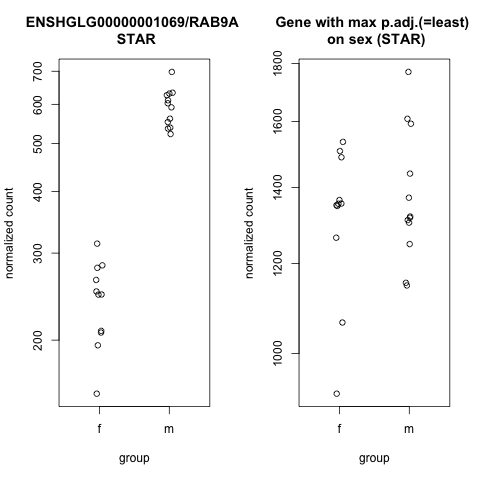 ENSHGLG00000001069/RAB9A
STAR
normalized count
700
600
500
400
300
200
f
m
group
Gene with max p.adj.(=least)
on sex (STAR)
normalized count
1800
1600
1400
1200
1000
f
m
group